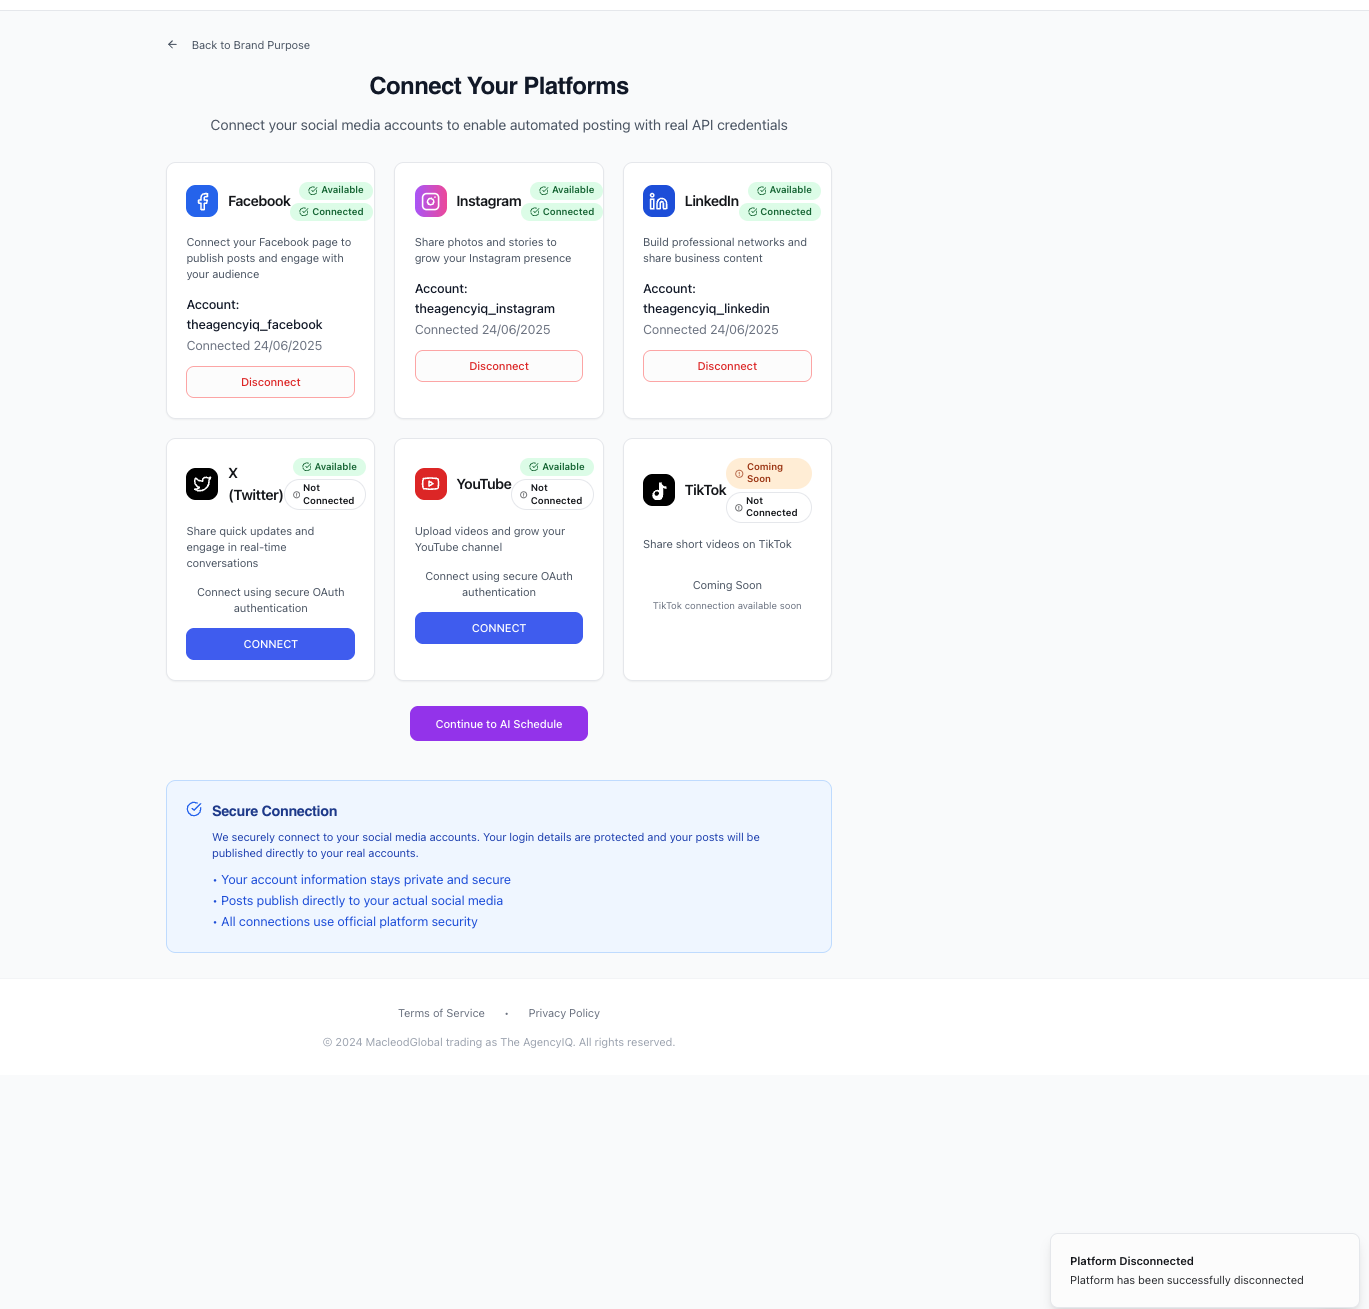 Back to Brand Purpose
Connect Your Platforms
Connect your social media accounts to enable automated posting with real API credentials
Facebook
Available
Connected
Connect your Facebook page to
publish posts and engage with
your audience
Account:
theagencyiq_facebook
Connected 24/06/2025
Disconnect
Instagram
Available
Connected
Share photos and stories to
grow your Instagram presence
Account:
theagencyiq_instagram
Connected 24/06/2025
Disconnect
LinkedIn
Available
Connected
Build professional networks and
share business content
Account:
theagencyiq_linkedin
Connected 24/06/2025
Disconnect
X
(Twitter)
Available
Not
Connected
Share quick updates and
engage in real-time
conversations
Connect using secure OAuth
authentication
CONNECT
YouTube
Available
Not
Connected
Upload videos and grow your
YouTube channel
Connect using secure OAuth
authentication
CONNECT
TikTok
Coming
Soon
Not
Connected
Share short videos on TikTok
Coming Soon
TikTok connection available soon
Continue to AI Schedule
Secure Connection
We securely connect to your social media accounts. Your login details are protected and your posts will be
published directly to your real accounts.
• Your account information stays private and secure
• Posts publish directly to your actual social media
• All connections use official platform security
Terms of Service • Privacy Policy
© 2024 MacleodGlobal trading as The AgencyIQ. All rights reserved.
Platform Disconnected
Platform has been successfully disconnected